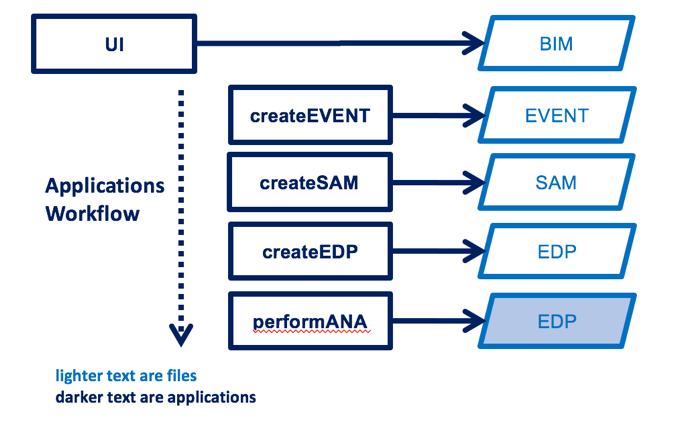 UI
BIM
createEVENT
EVENT
createSAM
SAM
Applications
Workflow
createEDP
EDP
performANA
EDP
lighter text are files
darker text are applications